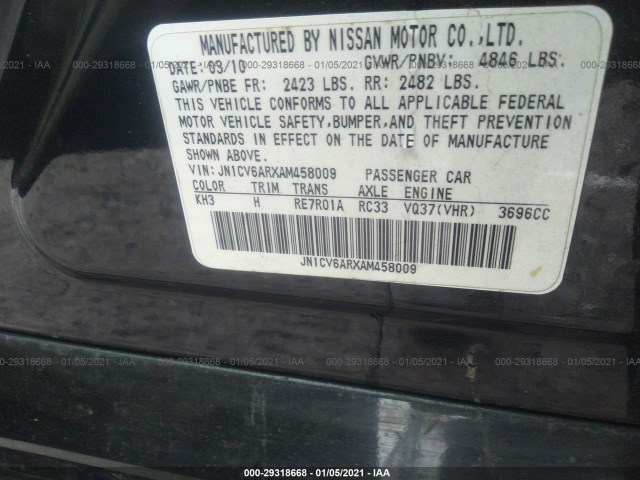 MANUFACTURED BY NISSAN MOTOR CO.,LTD.
DATE: 03/10 GVWR/PNBV: 4846 LBS.
GAWR/PNBE FR: 2423 LBS. RR: 2482 LBS.
THIS VEHICLE CONFORMS TO ALL APPLICABLE FEDERAL
MOTOR VEHICLE SAFETY,BUMPER,AND THEFT PREVENTION
STANDARDS IN EFFECT ON THE DATE OF MANUFACTURE
SHOWN ABOVE.
VIN: JN1CV6ARXAM458009 PASSENGER CAR
COLOR TRIM TRANS AXLE ENGINE
KH3 H RE7R01A RC33 VQ37(VHR) 3696CC
JN1CV6ARXAM458009
000-29318668 - 01/05/2021 - IAA